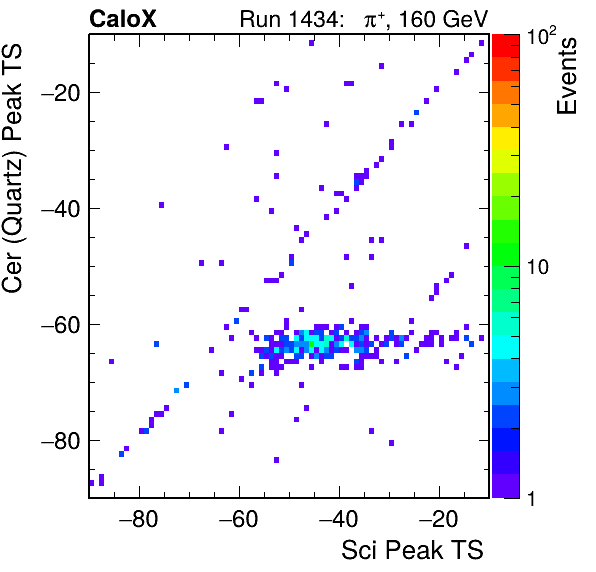 CaloX Run 1434: π⁺, 160 GeV
Cer (Quartz) Peak TS
−20
−40
−60
−80
−80 −60 −40 −20
Sci Peak TS
10²
10
1
Events